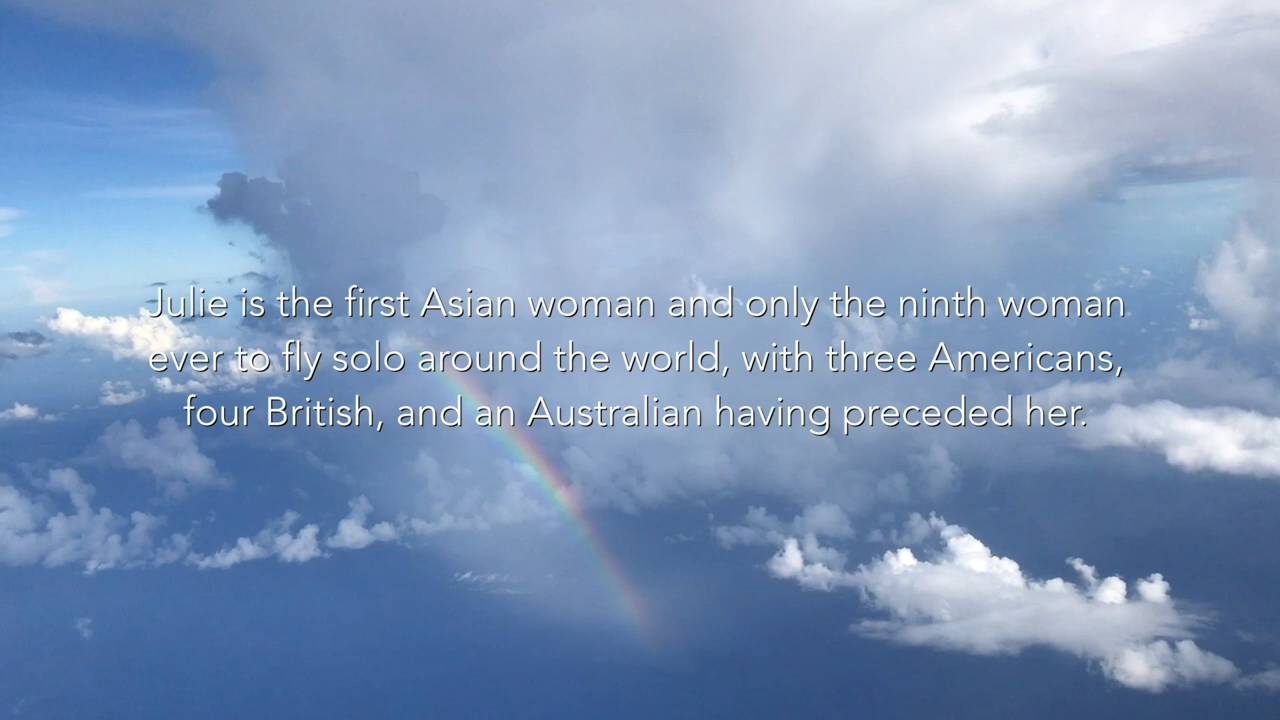 Julie is the first Asian woman and only the ninth woman
ever to fly solo around the world, with three Americans,
four British, and an Australian having preceded her.